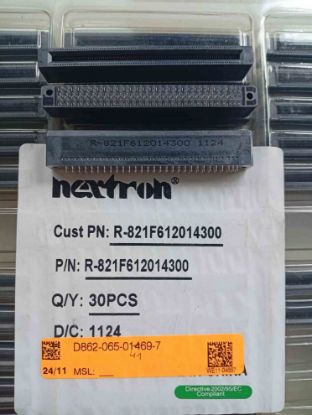 R-821F612014300 1124
nextron®
Cust PN: R-821F612014300
P/N: R-821F612014300
Q/Y: 30PCS
D/C: 1124
D862-065-01469-7
24/11 MSL:
Directive 2002/95/EC
Compliant